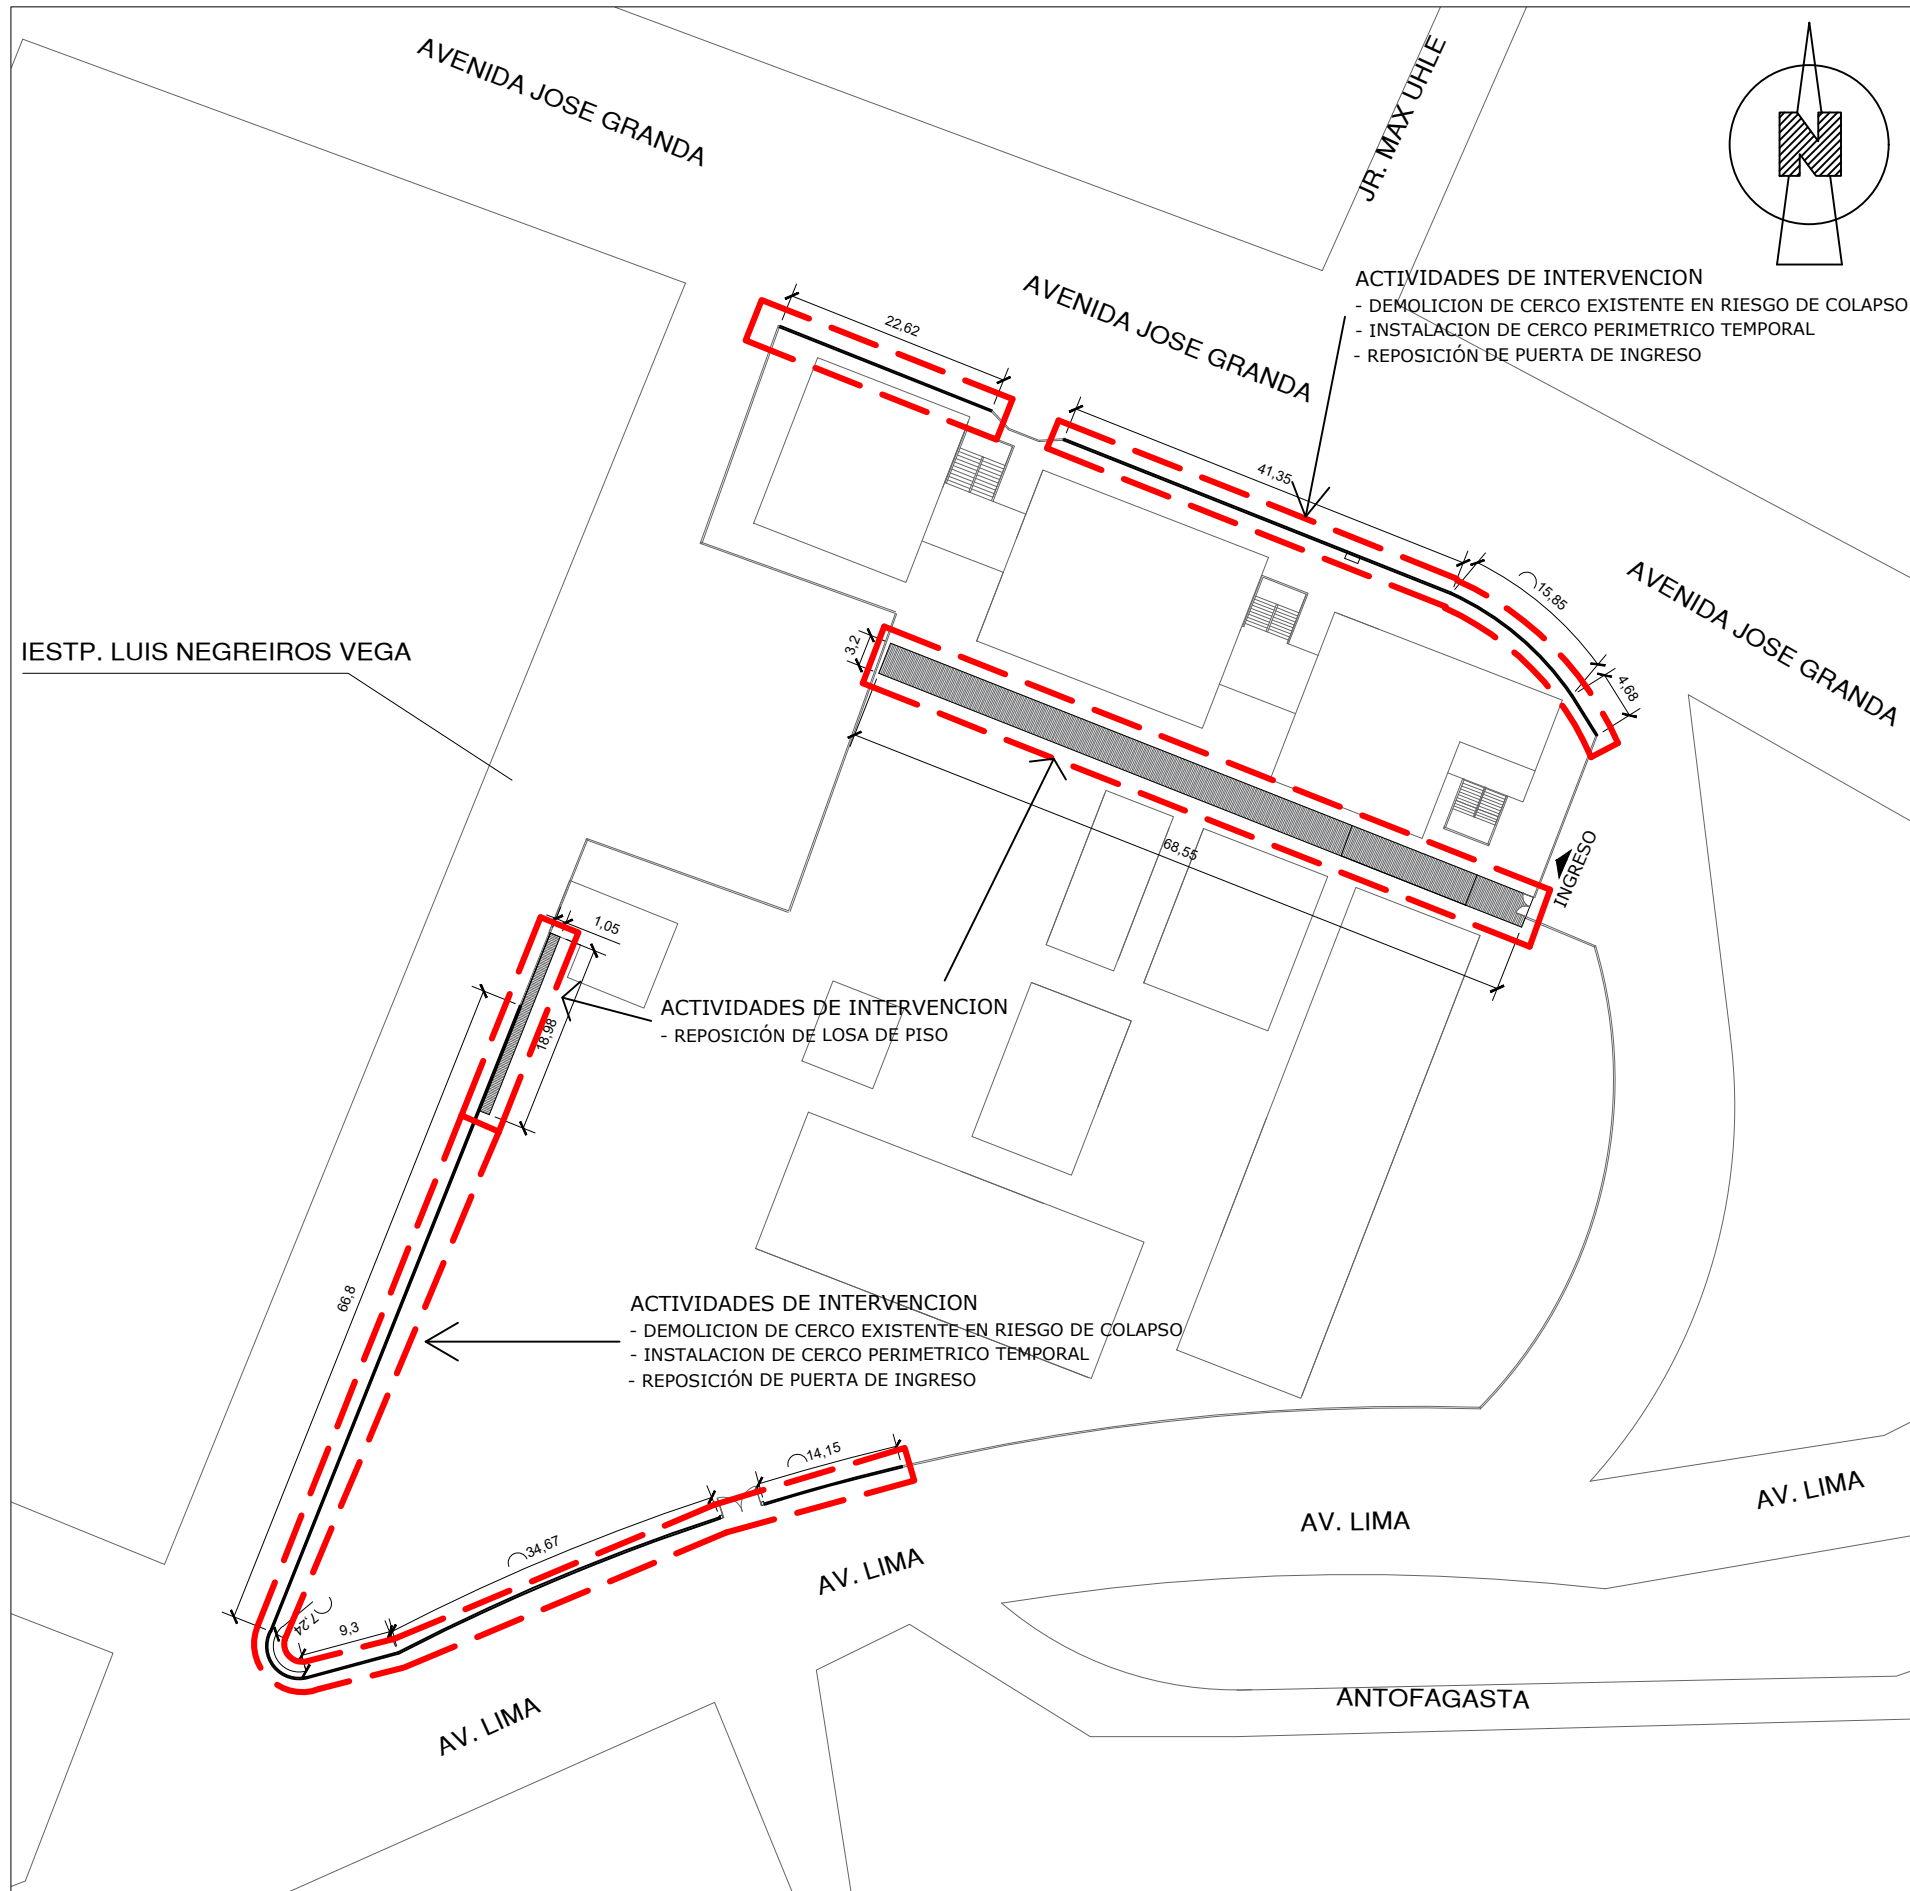 AVENIDA JOSE GRANDA
JR. MAX UHLE
N
AVENIDA JOSE GRANDA
ACTIVIDADES DE INTERVENCION
- DEMOLICION DE CERCO EXISTENTE EN RIESGO DE COLAPSO
- INSTALACION DE CERCO PERIMETRICO TEMPORAL
- REPOSICIÓN DE PUERTA DE INGRESO
22,62
41,35
15,85
4,68
AVENIDA JOSE GRANDA
IESTP. LUIS NEGREIROS VEGA
3,2
68,55
INGRESO
1,05
18,98
ACTIVIDADES DE INTERVENCION
- REPOSICIÓN DE LOSA DE PISO
66,8
ACTIVIDADES DE INTERVENCION
- DEMOLICION DE CERCO EXISTENTE EN RIESGO DE COLAPSO
- INSTALACION DE CERCO PERIMETRICO TEMPORAL
- REPOSICIÓN DE PUERTA DE INGRESO
14,15
34,67
7,24
9,3
AV. LIMA
AV. LIMA
AV. LIMA
AV. LIMA
ANTOFAGASTA